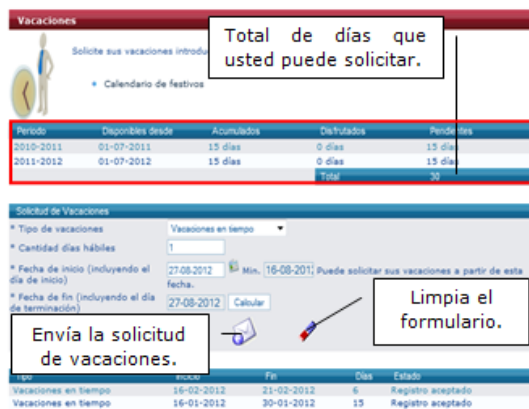 Vacaciones
Total de días que
usted puede solicitar.
Solicite sus vacaciones
Calendario de festivos
Periodo Disponibles desde Acumulados Disfrutados Pendientes
2010-2011 01-07-2011 15 días 0 días 15 días
2011-2012 01-07-2012 15 días 0 días 15 días
Total 30
Solicitud de Vacaciones
* Tipo de vacaciones Vacaciones en tiempo
* Cantidad días hábiles 1
* Fecha de inicio (incluyendo el
día de inicio) 27-08-2012 Min. 16-08-201 Puede solicitar sus vacaciones a partir de esta
fecha.
* Fecha de fin (incluyendo el día
de terminación) 27-08-2012 Calcular
Limpia el
formulario.
Envía la solicitud
de vacaciones.
Tipo Inicio Fin Días Estado
Vacaciones en tiempo 16-02-2012 21-02-2012 6 Registro aceptado
Vacaciones en tiempo 16-01-2012 30-01-2012 15 Registro aceptado